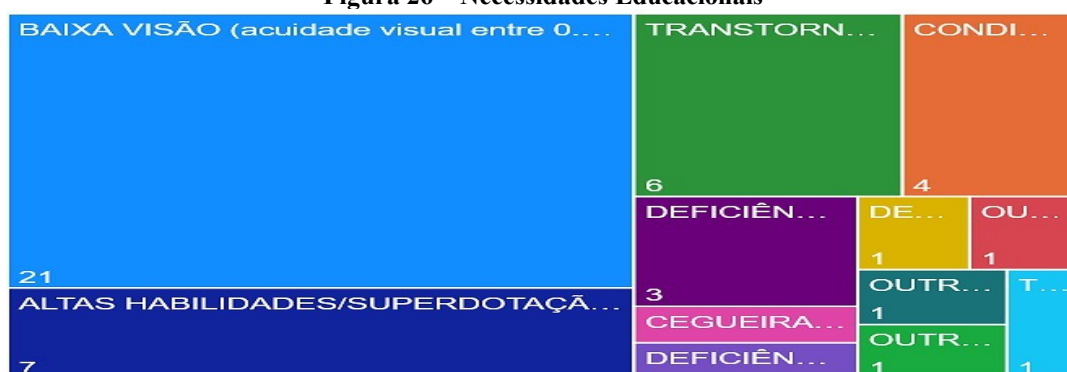 Figura 26 – Necessidades Educacionais
BAIXA VISÃO (acuidade visual entre 0....
21
ALTAS HABILIDADES/SUPERDOTAÇÃ...
7
TRANSTORN...
6
CONDI...
4
DEFICIÊN...
3
CEGUEIRA...
DEFICIÊN...
DE...
1
OU...
1
OUTR...
1
OUTR...
1
T...
1